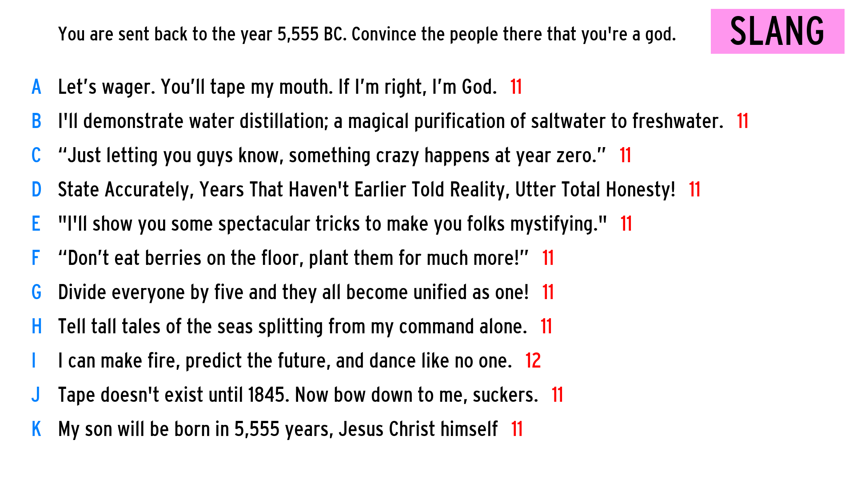 You are sent back to the year 5,555 BC. Convince the people there that you're a god.
SLANG
A Let’s wager. You’ll tape my mouth. If I’m right, I’m God. 11
B I'll demonstrate water distillation; a magical purification of saltwater to freshwater. 11
C “Just letting you guys know, something crazy happens at year zero.” 11
D State Accurately, Years That Haven't Earlier Told Reality, Utter Total Honesty! 11
E "I'll show you some spectacular tricks to make you folks mystifying." 11
F “Don’t eat berries on the floor, plant them for much more!” 11
G Divide everyone by five and they all become unified as one! 11
H Tell tall tales of the seas splitting from my command alone. 11
I I can make fire, predict the future, and dance like no one. 12
J Tape doesn't exist until 1845. Now bow down to me, suckers. 11
K My son will be born in 5,555 years, Jesus Christ himself 11